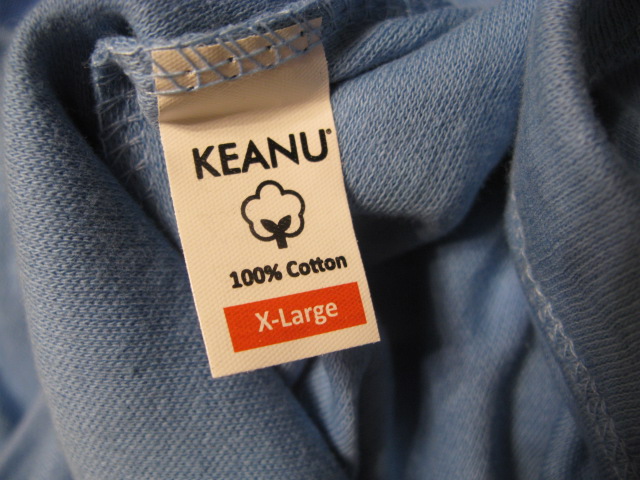 KEANU
100% Cotton
X-Large